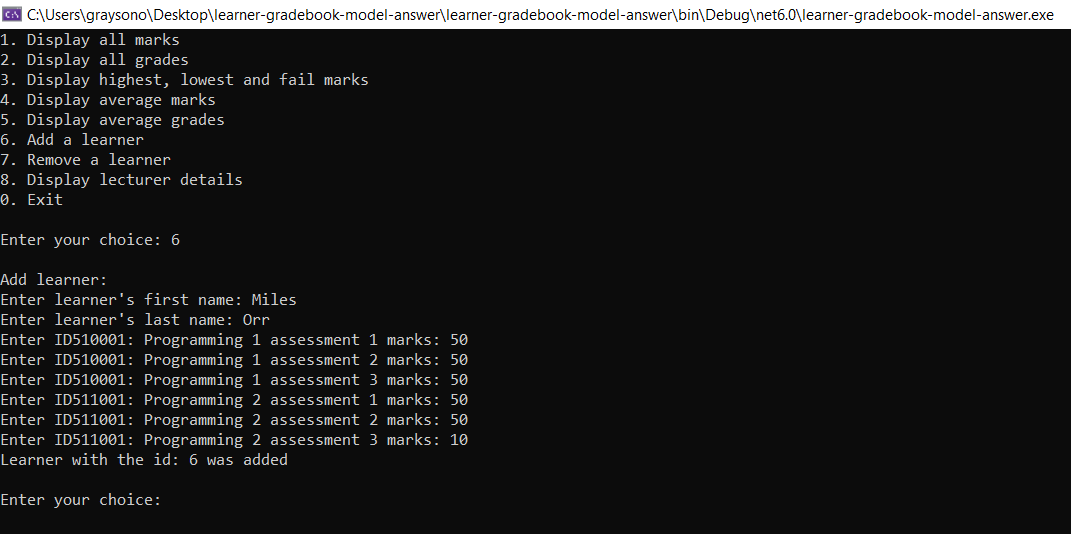 C:\Users\graysono\Desktop\learner-gradebook-model-answer\learner-gradebook-model-answer\bin\Debug\net6.0\learner-gradebook-model-answer.exe
1. Display all marks
2. Display all grades
3. Display highest, lowest and fail marks
4. Display average marks
5. Display average grades
6. Add a learner
7. Remove a learner
8. Display lecturer details
0. Exit
Enter your choice: 6
Add learner:
Enter learner's first name: Miles
Enter learner's last name: Orr
Enter ID510001: Programming 1 assessment 1 marks: 50
Enter ID510001: Programming 1 assessment 2 marks: 50
Enter ID510001: Programming 1 assessment 3 marks: 50
Enter ID511001: Programming 2 assessment 1 marks: 50
Enter ID511001: Programming 2 assessment 2 marks: 50
Enter ID511001: Programming 2 assessment 3 marks: 10
Learner with the id: 6 was added
Enter your choice: